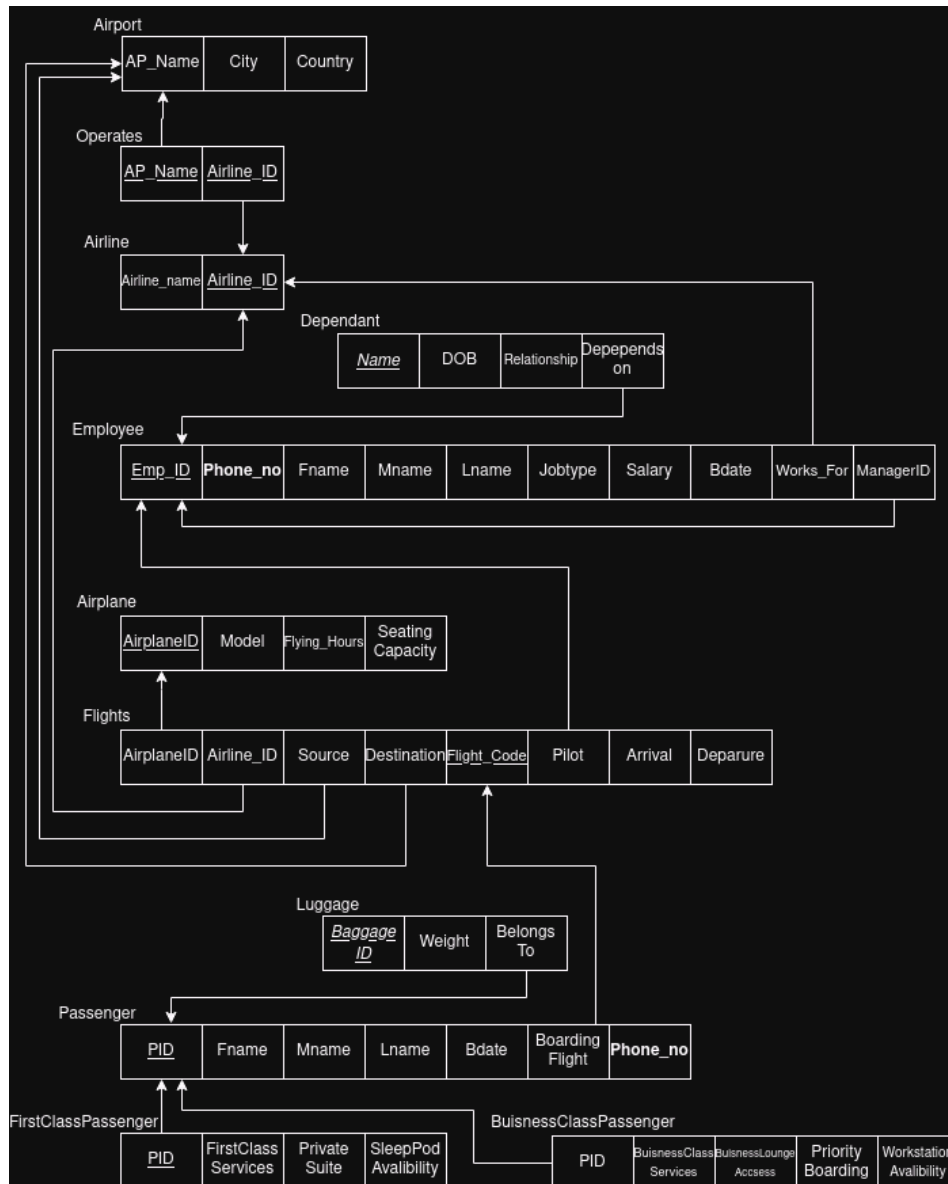 Airport
AP_Name City Country
Operates
AP_Name Airline_ID
Airline
Airline_name Airline_ID
Dependant
Name DOB Relationship Depepends
on
Employee
Emp_ID Phone_no Fname Mname Lname Jobtype Salary Bdate Works_For ManagerID
Airplane
AirplaneID Model Flying_Hours Seating
Capacity
Flights
AirplaneID Airline_ID Source Destination Flight_Code Pilot Arrival Deparure
Luggage
Baggage
ID
Weight
Belongs
To
Passenger
PID Fname Mname Lname Bdate Boarding
Flight
Phone_no
FirstClassPassenger
PID
FirstClass
Services
Private
Suite
SleepPod
Avalibility
BuisnessClassPassenger
PID
BuisnessClass
Services
BuisnessLounge
Accsess
Priority
Boarding
Workstation
Avalibility